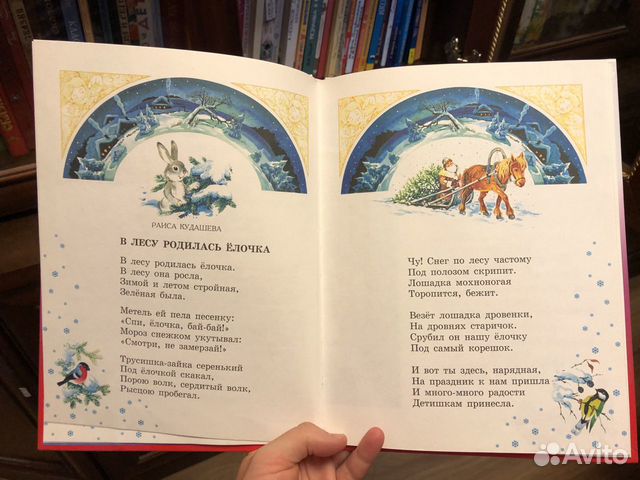 РАИСА КУДАШЕВА
В ЛЕСУ РОДИЛАСЬ ЁЛОЧКА
В лесу родилась ёлочка.
В лесу она росла,
Зимой и летом стройная,
Зелёная была.
Метель ей пела песенку:
«Спи, ёлочка, бай-бай!»
Мороз снежком укутывал:
«Смотри, не замерзай!»
Трусишка-зайка серенький
Под ёлочкой скакал,
Порою волк, сердитый волк,
Рысцою пробегал.
Чу! Снег по лесу частому
Под полозом скрипит.
Лошадка мохноногая
Торопится, бежит.
Везёт лошадка дровенки,
На дровнях старичок.
Срубил он нашу ёлочку
Под самый корешок.
И вот ты здесь, нарядная,
На праздник к нам пришла
И много-много радости
Детишкам принесла.
Avito